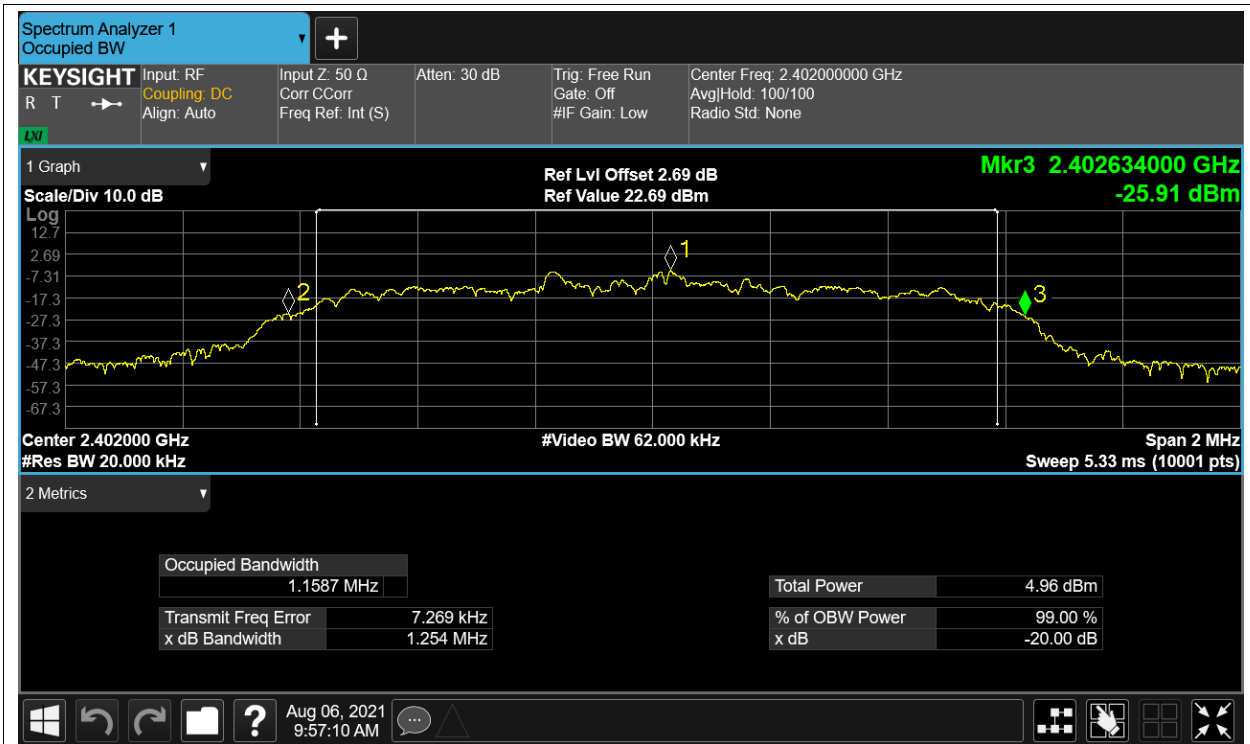 Spectrum Analyzer 1
Occupied BW
KEYSIGHT
R T
LXI
Input: RF
Coupling: DC
Align: Auto
Input Z: 50 Ω
Corr CCorr
Freq Ref: Int (S)
Atten: 30 dB
Trig: Free Run
Gate: Off
#IF Gain: Low
Center Freq: 2.402000000 GHz
Avg|Hold: 100/100
Radio Std: None
1 Graph
Scale/Div 10.0 dB
Ref Lvl Offset 2.69 dB
Ref Value 22.69 dBm
Mkr3 2.402634000 GHz
-25.91 dBm
Log
12.7
2.69
-7.31
-17.3
-27.3
-37.3
-47.3
-57.3
-67.3
1
2
3
Center 2.402000 GHz
#Video BW 62.000 kHz
Span 2 MHz
#Res BW 20.000 kHz
Sweep 5.33 ms (10001 pts)
2 Metrics
Occupied Bandwidth
1.1587 MHz
Transmit Freq Error 7.269 kHz
x dB Bandwidth 1.254 MHz
Total Power 4.96 dBm
% of OBW Power 99.00 %
x dB -20.00 dB
?
Aug 06, 2021
9:57:10 AM